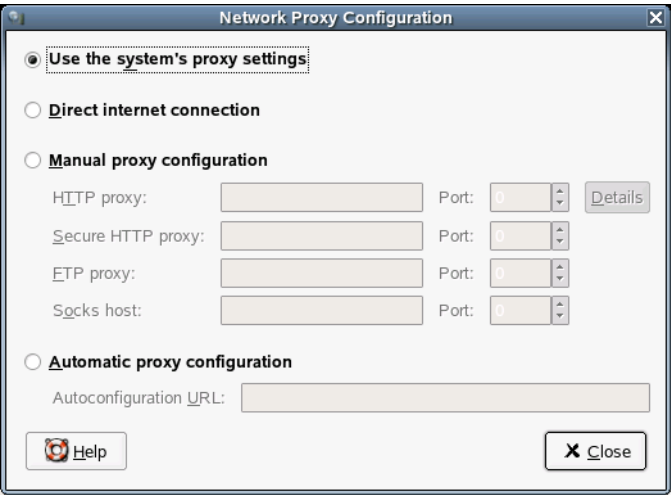 Network Proxy Configuration
Use the system's proxy settings
Direct internet connection
Manual proxy configuration
HTTP proxy: Port: 0 Details
Secure HTTP proxy: Port: 0
FTP proxy: Port: 0
Socks host: Port: 0
Automatic proxy configuration
Autoconfiguration URL:
Help Close